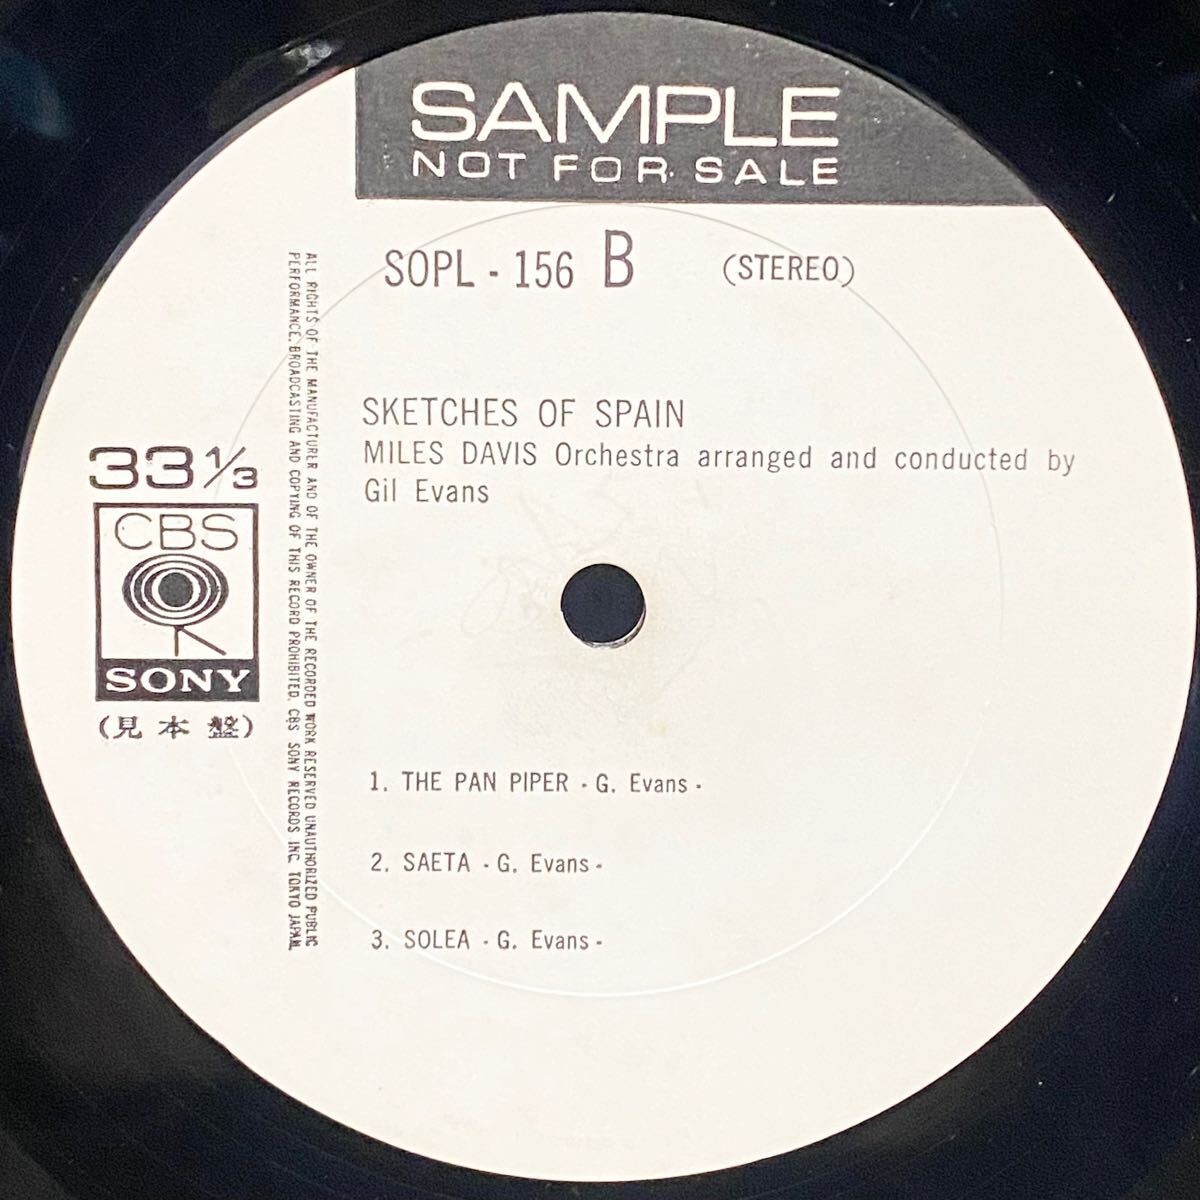 SAMPLE
NOT FOR SALE
SOPL - 156 B (STEREO)
SKETCHES OF SPAIN
MILES DAVIS Orchestra arranged and conducted by
Gil Evans
33 1/3
CBS
SONY
(見本盤)
ALL RIGHTS OF THE MANUFACTURER AND OF THE OWNER OF THE RECORDED WORK RESERVED UNAUTHORIZED PUBLIC
PERFORMANCE, BROADCASTING AND COPYING OF THIS RECORD PROHIBITED. CBS SONY RECORDS INC. TOKYO JAPAN
1. THE PAN PIPER - G. Evans -
2. SAETA - G. Evans -
3. SOLEA - G. Evans -